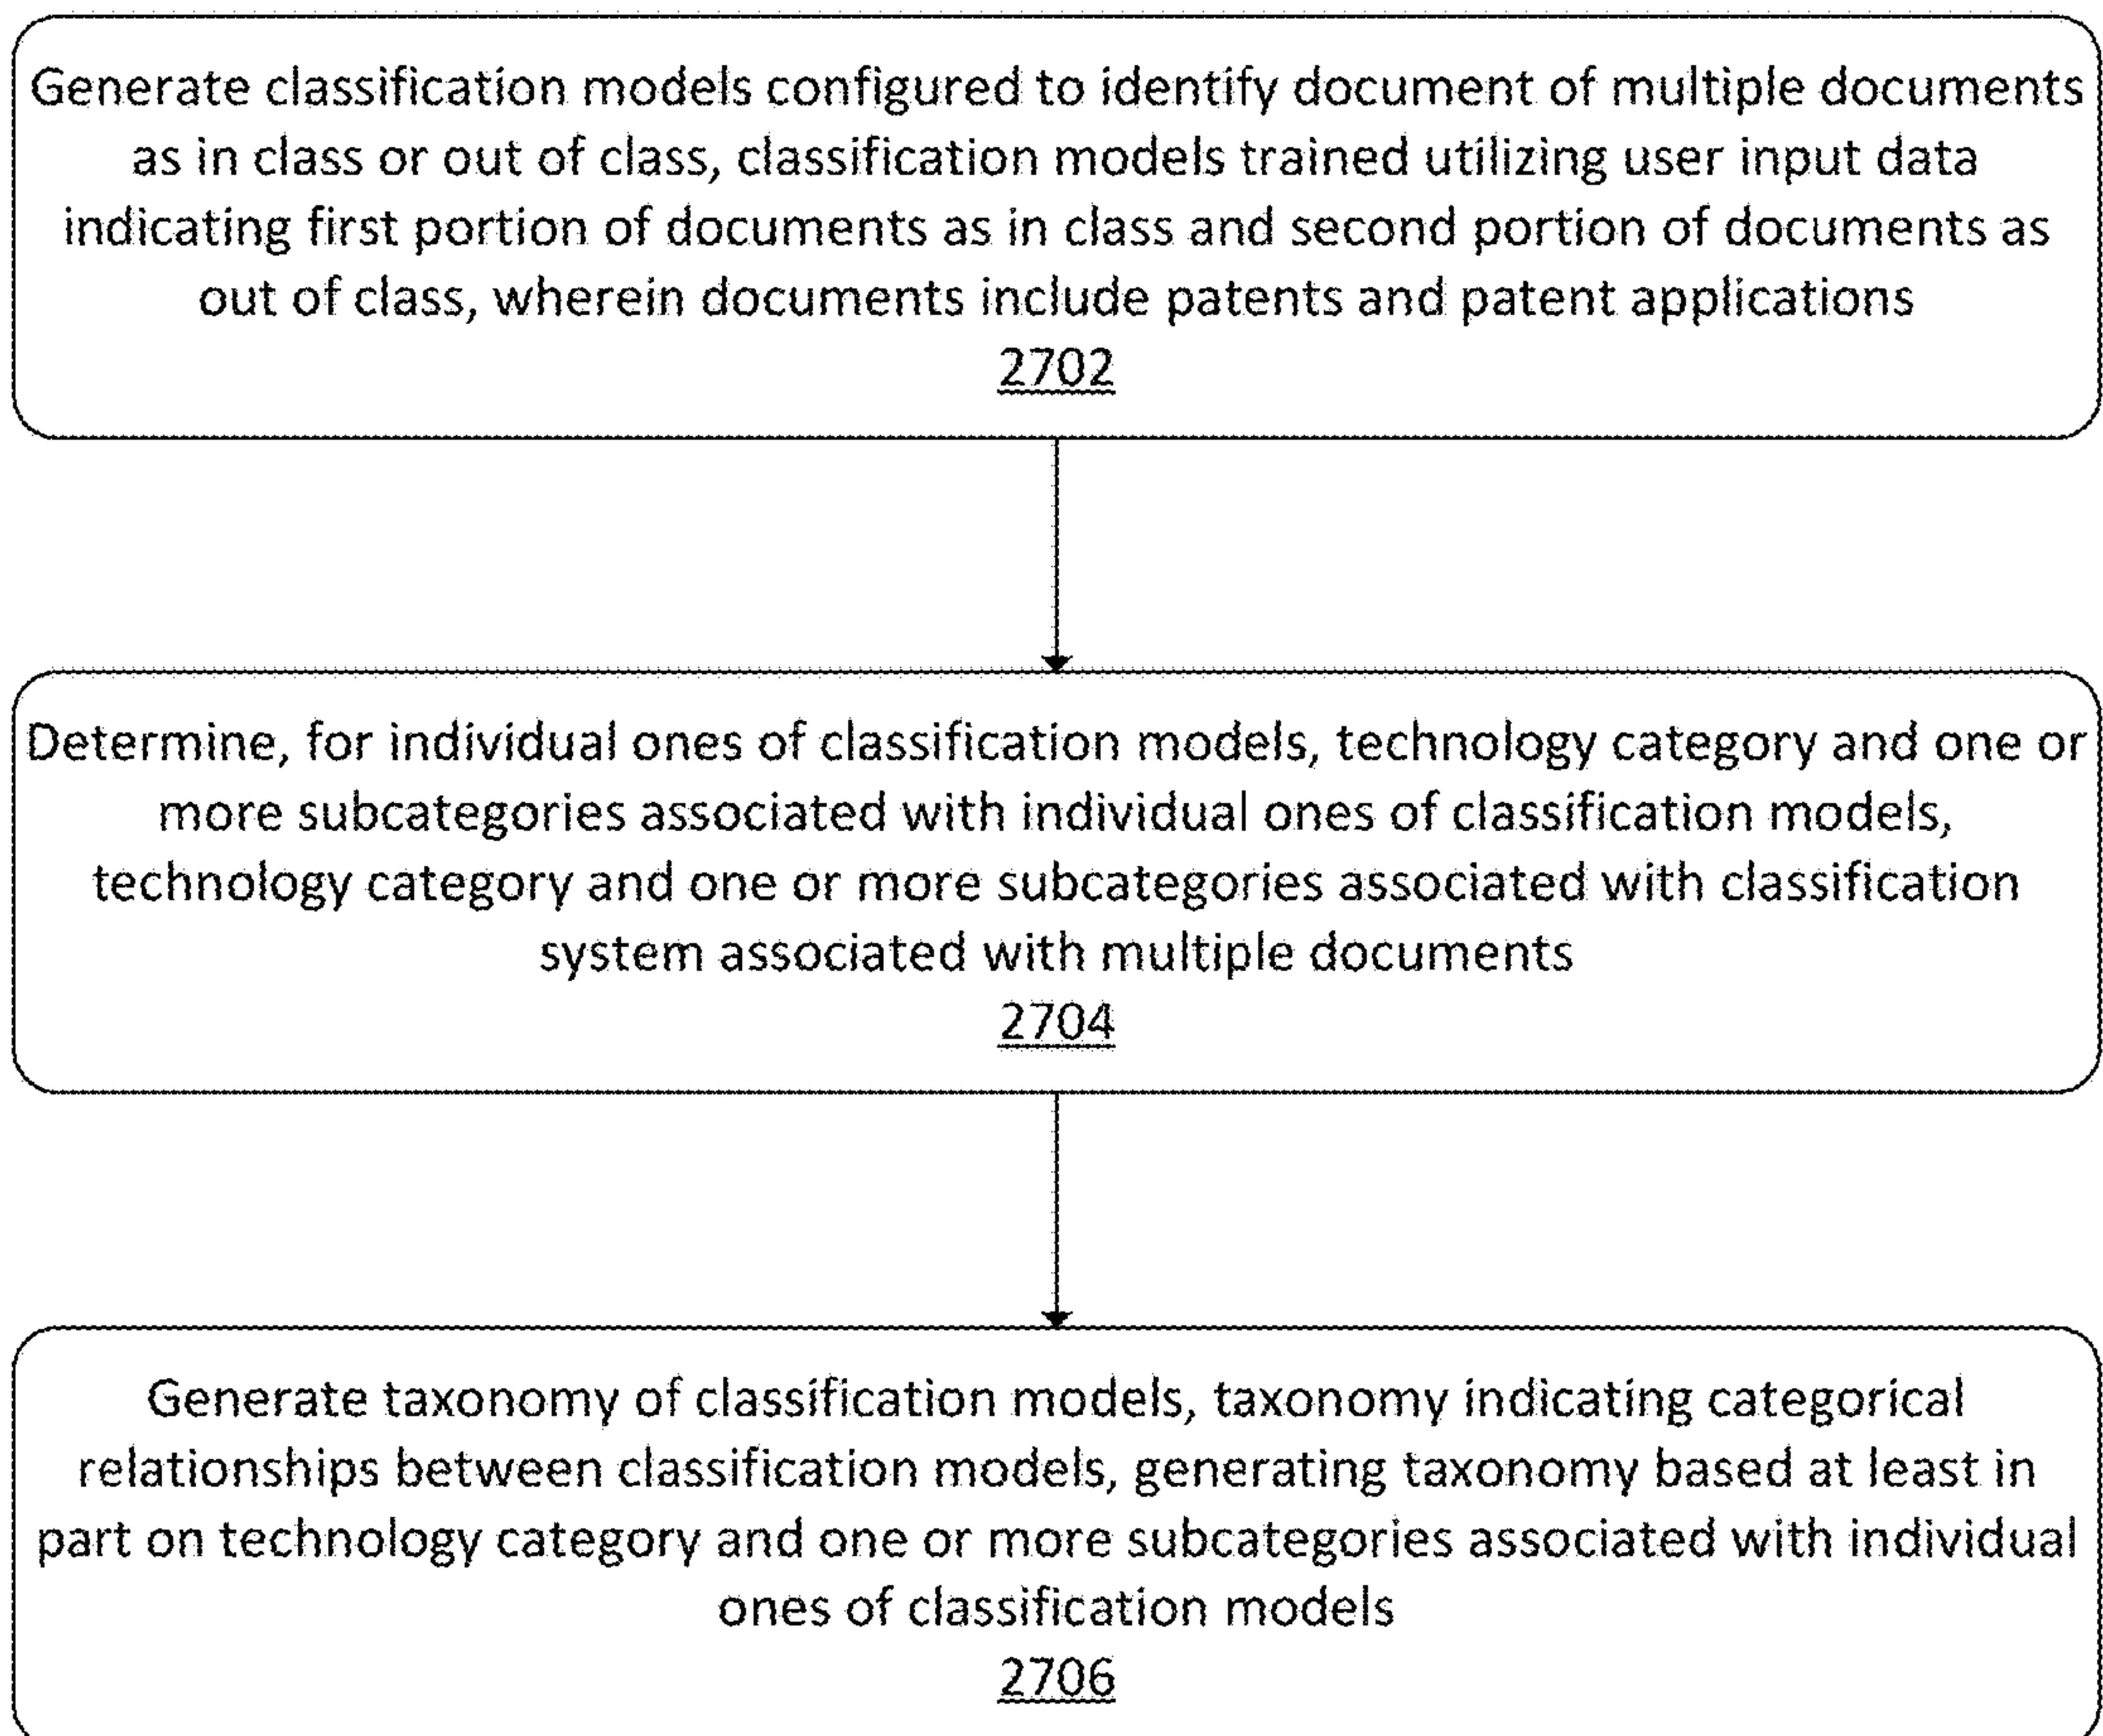 Generate classification models configured to identify document of multiple documents
as in class or out of class, classification models trained utilizing user input data
indicating first portion of documents as in class and second portion of documents as
out of class, wherein documents include patents and patent applications
2702
Determine, for individual ones of classification models, technology category and one or
more subcategories associated with individual ones of classification models,
technology category and one or more subcategories associated with classification
system associated with multiple documents
2704
Generate taxonomy of classification models, taxonomy indicating categorical
relationships between classification models, generating taxonomy based at least in
part on technology category and one or more subcategories associated with individual
ones of classification models
2706